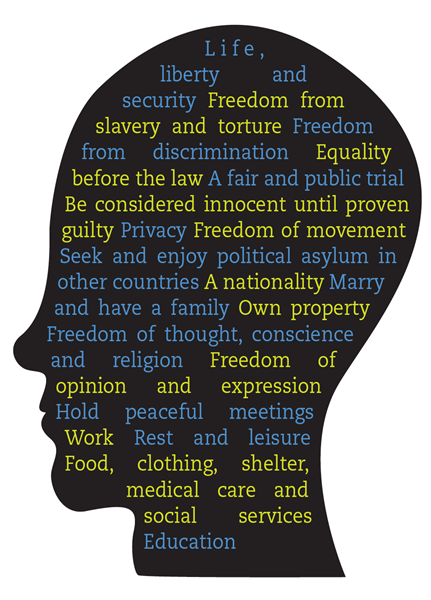 Life,
liberty and
security Freedom from
slavery and torture Freedom
from discrimination Equality
before the law A fair and public trial
Be considered innocent until proven
guilty Privacy Freedom of movement
Seek and enjoy political asylum in
other countries A nationality Marry
and have a family Own property
Freedom of thought, conscience
and religion Freedom of
opinion and expression
Hold peaceful meetings
Work Rest and leisure
Food, clothing, shelter,
medical care and
social services
Education